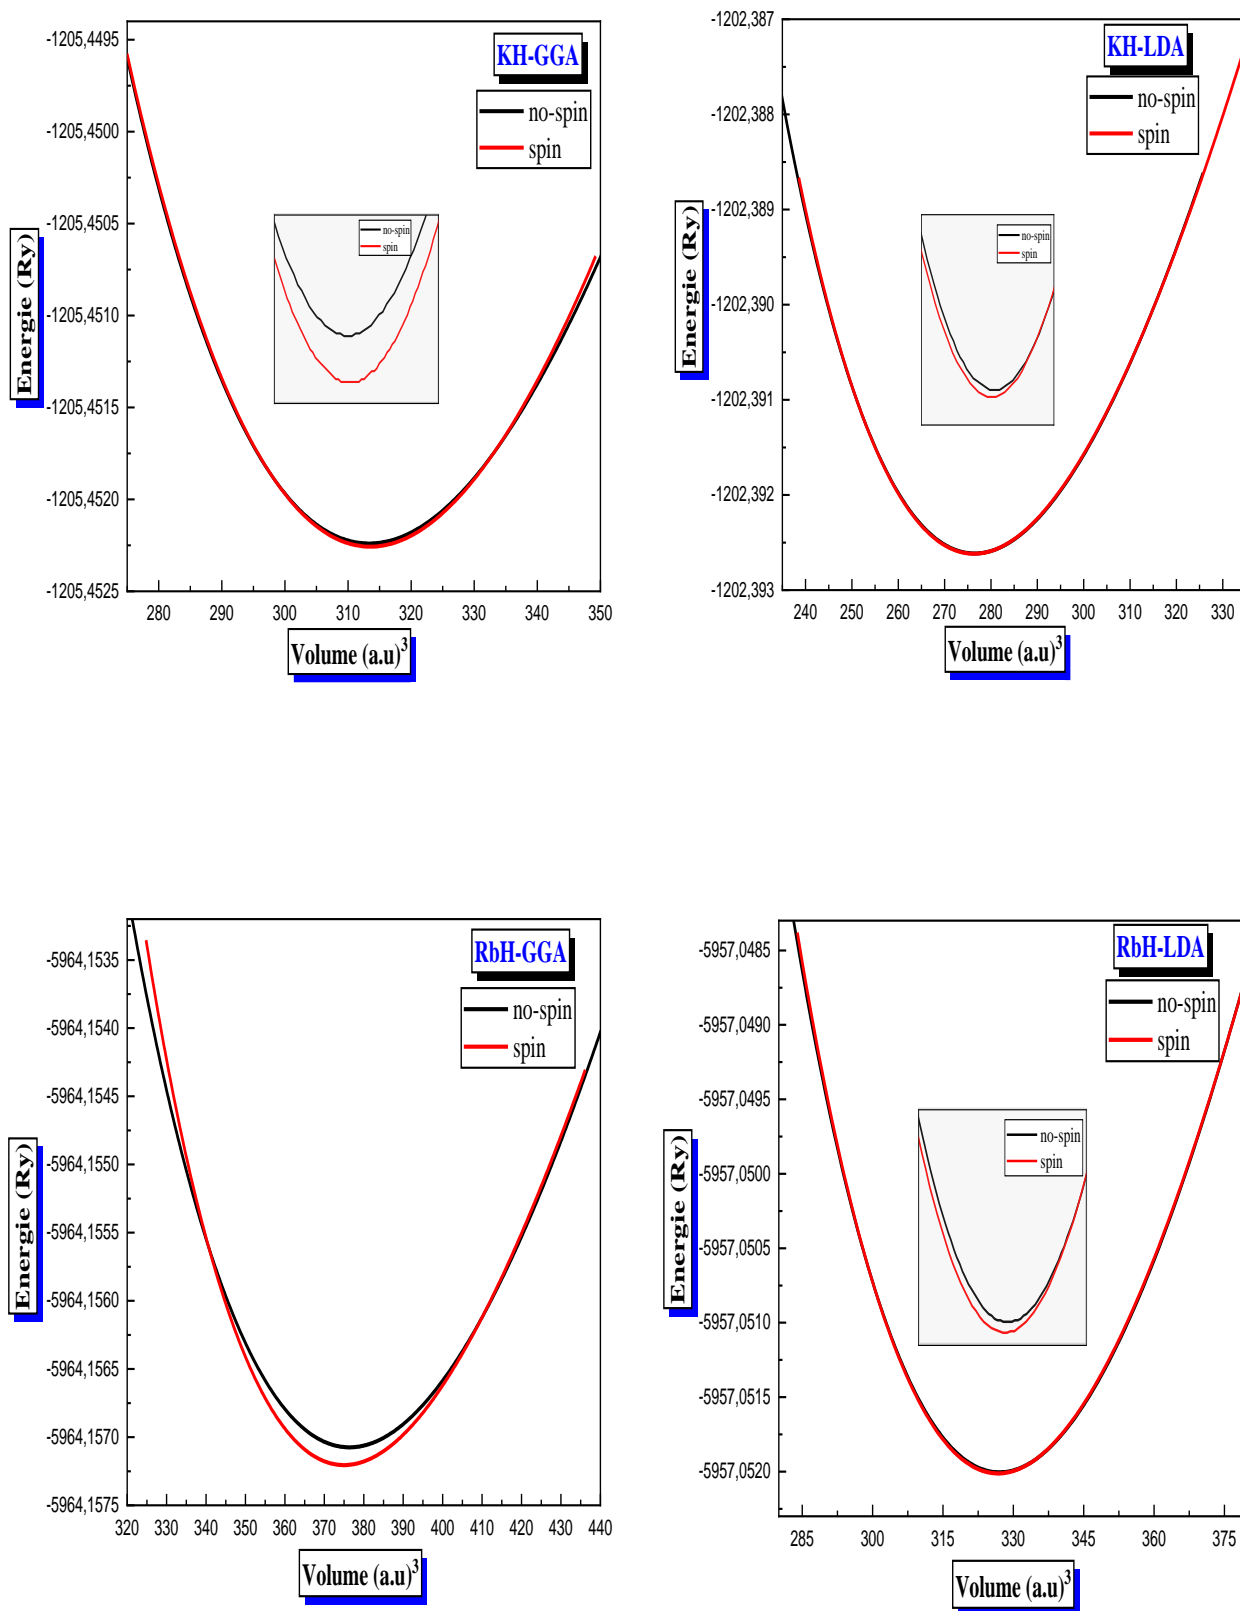 KH-GGA
no-spin
spin
no-spin
spin
Energie (Ry)
-1205,4495
-1205,4500
-1205,4505
-1205,4510
-1205,4515
-1205,4520
-1205,4525
280 290 300 310 320 330 340 350
Volume (a.u)³
KH-LDA
no-spin
spin
no-spin
spin
Energie (Ry)
-1202,387
-1202,388
-1202,389
-1202,390
-1202,391
-1202,392
-1202,393
240 250 260 270 280 290 300 310 320 330
Volume (a.u)³
RbH-GGA
no-spin
spin
Energie (Ry)
-5964,1535
-5964,1540
-5964,1545
-5964,1550
-5964,1555
-5964,1560
-5964,1565
-5964,1570
-5964,1575
320 330 340 350 360 370 380 390 400 410 420 430 440
Volume (a.u)³
RbH-LDA
no-spin
spin
no-spin
spin
Energie (Ry)
-5957,0485
-5957,0490
-5957,0495
-5957,0500
-5957,0505
-5957,0510
-5957,0515
-5957,0520
285 300 315 330 345 360 375
Volume (a.u)³